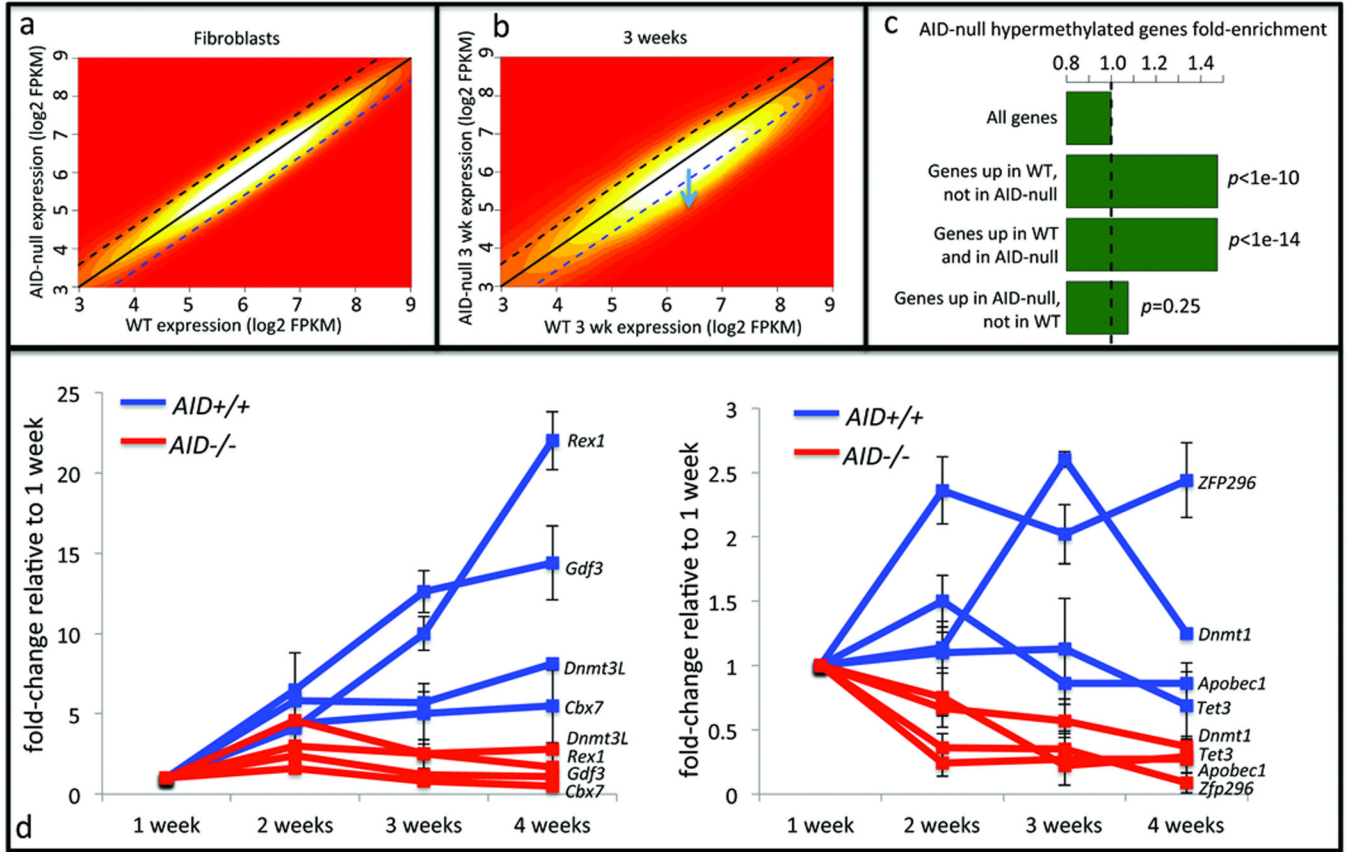 a
Fibroblasts
AID-null expression (log2 FPKM)
9
8
7
6
5
4
3
3 4 5 6 7 8 9
WT expression (log2 FPKM)
b
3 weeks
AID-null 3 wk expression (log2 FPKM)
9
8
7
6
5
4
3
3 4 5 6 7 8 9
WT 3 wk expression (log2 FPKM)
c
AID-null hypermethylated genes fold-enrichment
0.8 1.0 1.2 1.4
All genes
Genes up in WT,
not in AID-null
p<1e-10
Genes up in WT
and in AID-null
p<1e-14
Genes up in AID-null,
not in WT
p=0.25
d
fold-change relative to 1 week
25
20
15
10
5
0
AID+/+
AID-/-
Rex1
Gdf3
Dnmt3L
Cbx7
Dnmt3L
Rex1
Gdf3
Cbx7
1 week 2 weeks 3 weeks 4 weeks
fold-change relative to 1 week
3
2.5
2
1.5
1
0.5
0
AID+/+
AID-/-
ZFP296
Dnmt1
Apobec1
Tet3
Dnmt1
Tet3
Apobec1
Zfp296
1 week 2 weeks 3 weeks 4 weeks